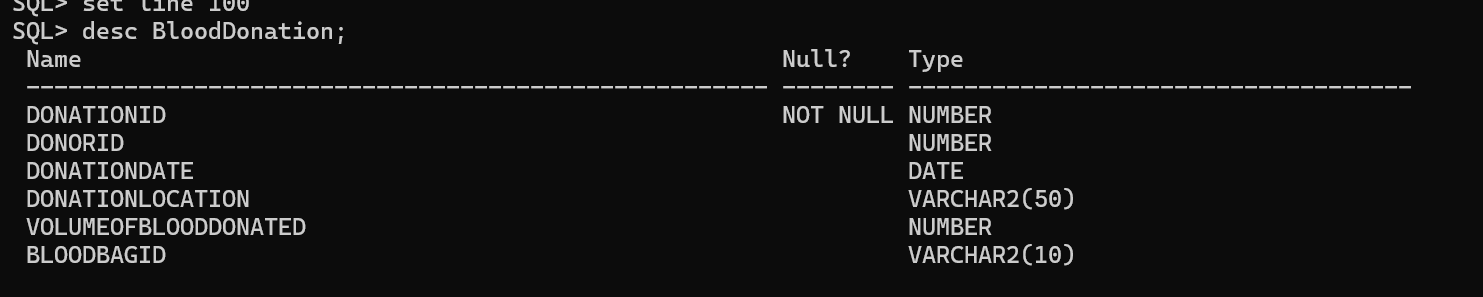 SQL> set line 100
SQL> desc BloodDonation;
Name Null? Type
----------------------------------------------------- -------- ------------------------------------
DONATIONID NOT NULL NUMBER
DONORID NUMBER
DONATIONDATE DATE
DONATIONLOCATION VARCHAR2(50)
VOLUMEOFBLOODDONATED NUMBER
BLOODBAGID VARCHAR2(10)